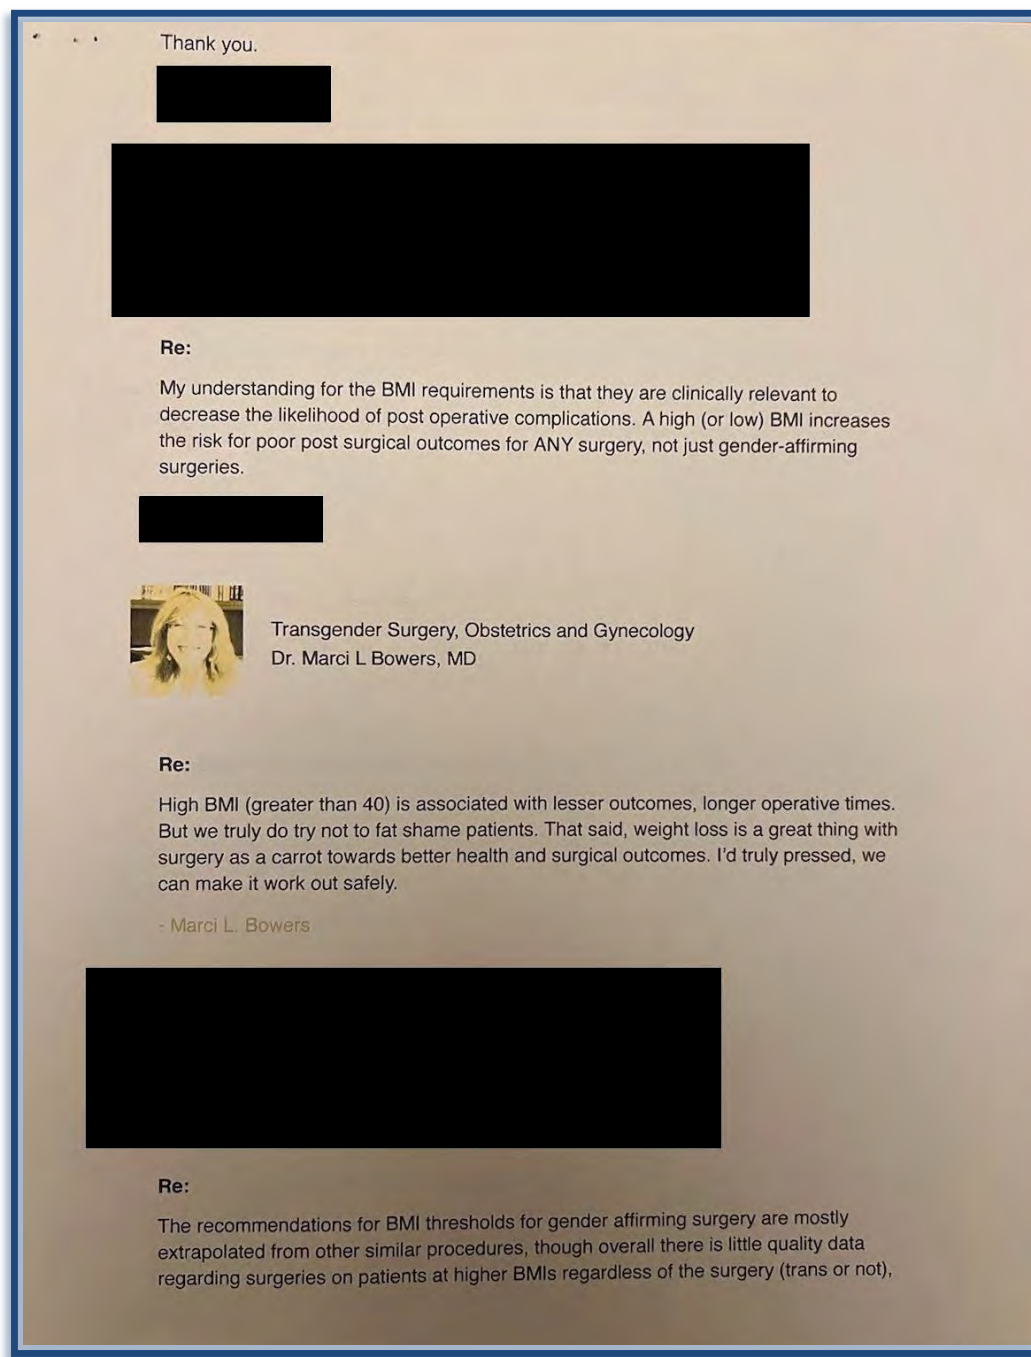 Thank you.
Re:
My understanding for the BMI requirements is that they are clinically relevant to
decrease the likelihood of post operative complications. A high (or low) BMI increases
the risk for poor post surgical outcomes for ANY surgery, not just gender-affirming
surgeries.
Transgender Surgery, Obstetrics and Gynecology
Dr. Marci L Bowers, MD
Re:
High BMI (greater than 40) is associated with lesser outcomes, longer operative times.
But we truly do try not to fat shame patients. That said, weight loss is a great thing with
surgery as a carrot towards better health and surgical outcomes. I'd truly pressed, we
can make it work out safely.
- Marci L. Bowers
Re:
The recommendations for BMI thresholds for gender affirming surgery are mostly
extrapolated from other similar procedures, though overall there is little quality data
regarding surgeries on patients at higher BMIs regardless of the surgery (trans or not),